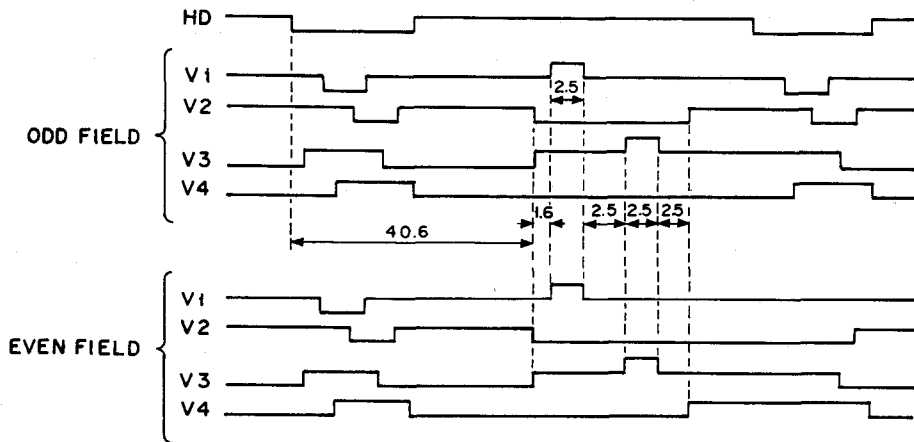 HD
V1
2.5
V2
ODD FIELD
V3
V4
1.6 2.5 2.5 2.5
40.6
V1
V2
EVEN FIELD
V3
V4